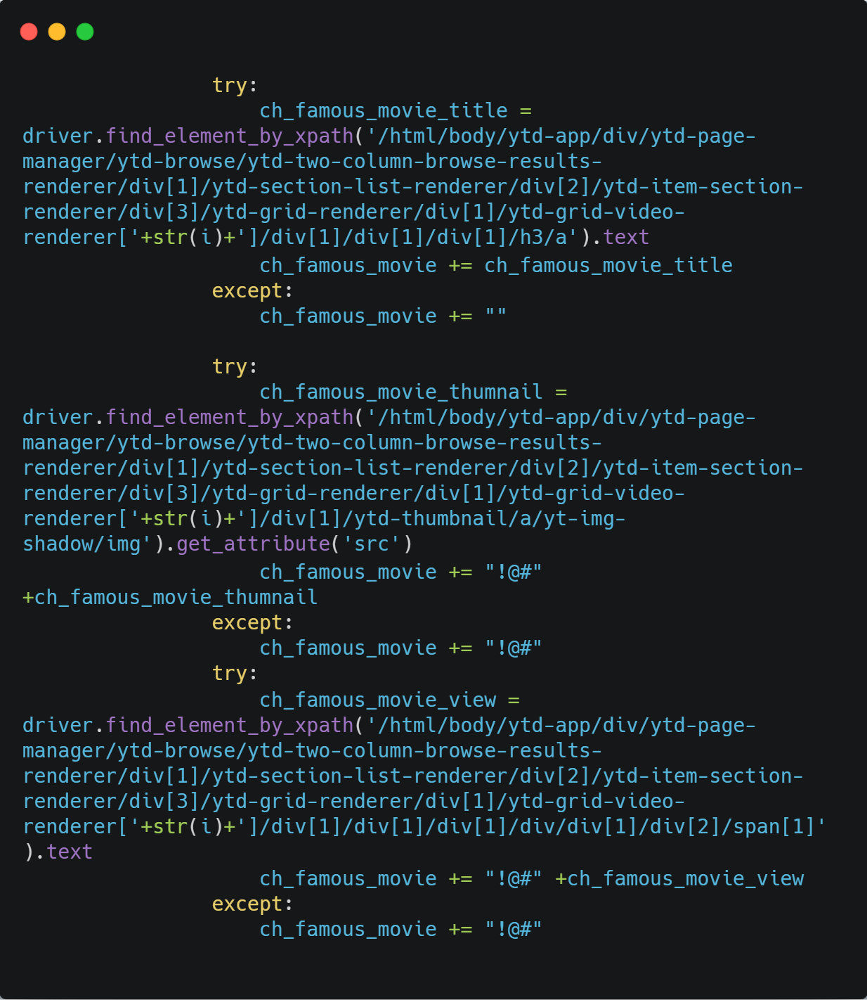 try:
ch_famous_movie_title =
driver.find_element_by_xpath('/html/body/ytd-app/div/ytd-page-
manager/ytd-browse/ytd-two-column-browse-results-
renderer/div[1]/ytd-section-list-renderer/div[2]/ytd-item-section-
renderer/div[3]/ytd-grid-renderer/div[1]/ytd-grid-video-
renderer['+str(i)+']/div[1]/div[1]/div[1]/h3/a').text
ch_famous_movie += ch_famous_movie_title
except:
ch_famous_movie += ""
try:
ch_famous_movie_thumnail =
driver.find_element_by_xpath('/html/body/ytd-app/div/ytd-page-
manager/ytd-browse/ytd-two-column-browse-results-
renderer/div[1]/ytd-section-list-renderer/div[2]/ytd-item-section-
renderer/div[3]/ytd-grid-renderer/div[1]/ytd-grid-video-
renderer['+str(i)+']/div[1]/ytd-thumbnail/a/yt-img-
shadow/img').get_attribute('src')
ch_famous_movie += "!@#"
+ch_famous_movie_thumnail
except:
ch_famous_movie += "!@#"
try:
ch_famous_movie_view =
driver.find_element_by_xpath('/html/body/ytd-app/div/ytd-page-
manager/ytd-browse/ytd-two-column-browse-results-
renderer/div[1]/ytd-section-list-renderer/div[2]/ytd-item-section-
renderer/div[3]/ytd-grid-renderer/div[1]/ytd-grid-video-
renderer['+str(i)+']/div[1]/div[1]/div[1]/div/div[1]/div[2]/span[1]'
).text
ch_famous_movie += "!@#" +ch_famous_movie_view
except:
ch_famous_movie += "!@#"